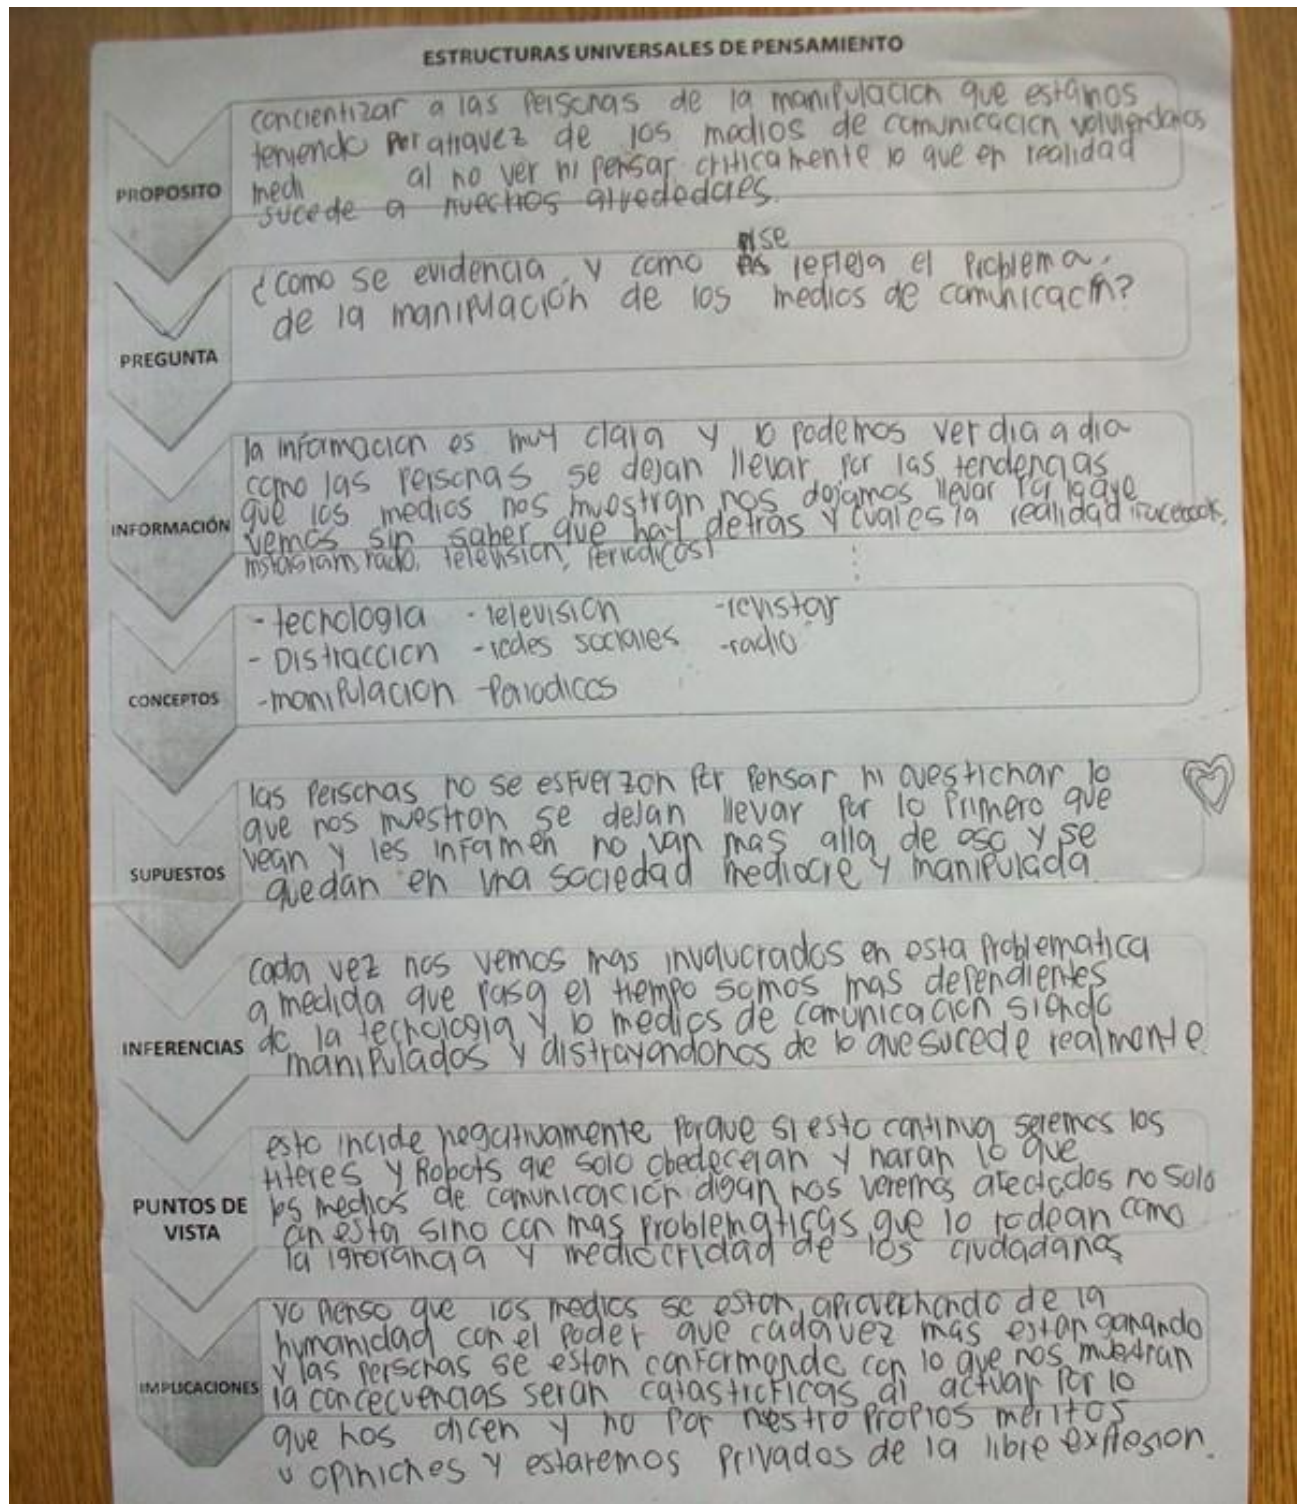 ESTRUCTURAS UNIVERSALES DE PENSAMIENTO
PROPOSITO
concientizar a las personas de la manipulacion que estamos
teniendo por atravez de los medios de comunicacion volviendolos
medi al no ver ni pensar criticamente lo que en realidad
sucede a nuestros alrededores.
PREGUNTA
se
¿como se evidencia, y como refleja el problema,
de la manipulación de los medios de comunicación?
INFORMACIÓN
la informacion es muy clara y lo podemos ver dia a dia
como las personas se dejan llevar por las tendencias
que los medios nos muestran nos dejamos llevar por lo que
vemos sin saber que hay detras y cual es la realidad (facebook,
instagram, radio, television, periodicos)
CONCEPTOS
- tecnologia - television - revistar
- Distraccion - redes sociales - radio
- manipulacion - Periodicos
SUPUESTOS
las personas no se esfuerzan por pensar ni cuestionar lo
que nos muestran se dejan llevar por lo primero que
vean y les informen no van mas alla de eso y se
quedan en una sociedad mediocre y manipulada
INFERENCIAS
cada vez nos vemos mas involucrados en esta problematica
a medida que pasa el tiempo somos mas dependientes
de la tecnologia y lo medios de comunicacion siendo
manipulados y distrayendonos de lo que sucede realmente
PUNTOS DE
VISTA
esto incide negativamente porque si esto continua seremos los
titeres y Robots que solo obedeceran y haran lo que
los medios de comunicación digan nos veremos afectados no solo
en esta sino con mas problematicas que lo rodean como
la ignorancia y mediocridad de los ciudadanos
IMPLICACIONES
yo pienso que los medios se estan aprovechando de la
humanidad con el poder que cada vez mas estan ganando
y las personas se estan conformando con lo que nos muestran
la concecuencias seran catastroficas al actuar por lo
que nos dicen y no por nuestro propios meritos
u opiniones y estaremos privados de la libre expresion.